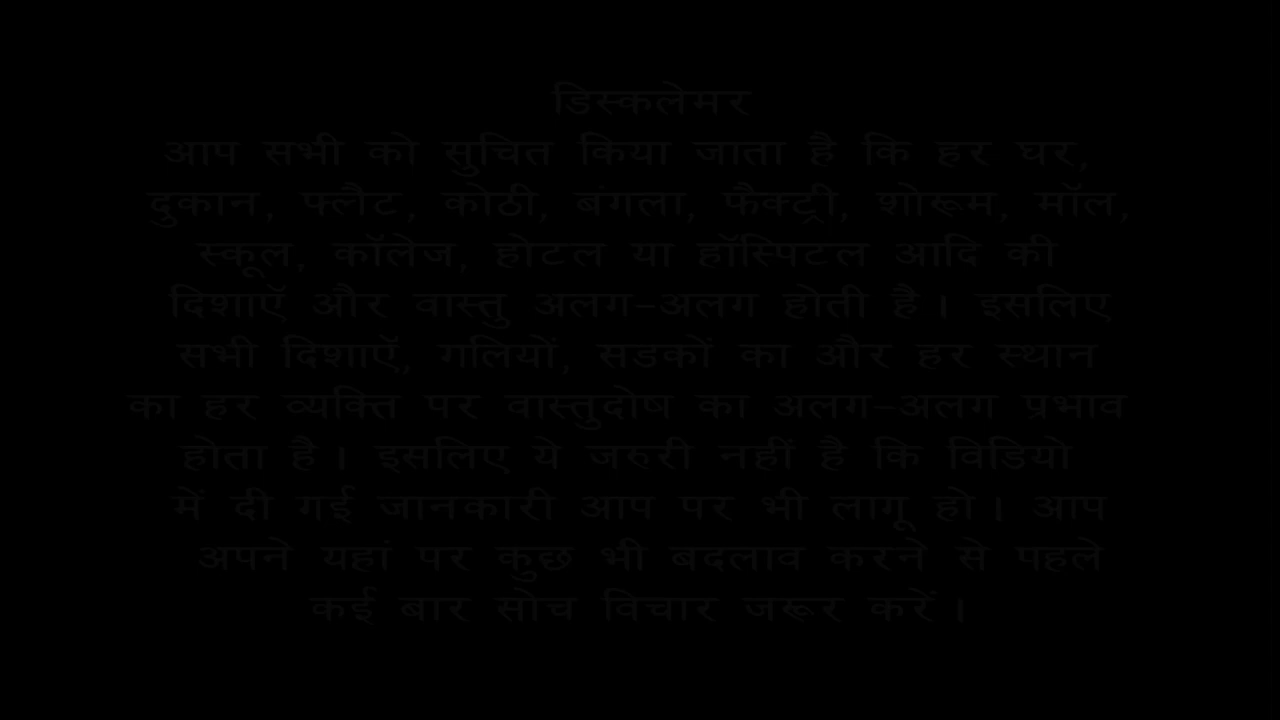 डिस्कलेमर
आप सभी को सुचित किया जाता है कि हर घर,
दुकान, फ्लैट, कोठी, बंगला, फैक्ट्री, शोरूम, मॉल,
स्कूल, कॉलेज, होटल या हॉस्पिटल आदि की
दिशाऍ और वास्तु अलग-अलग होती है। इसलिए
सभी दिशाऍ, गलियों, सडकों का और हर स्थान
का हर व्यक्ति पर वास्तुदोष का अलग-अलग प्रभाव
होता है। इसलिए ये जरुरी नहीं है कि विडियो
में दी गई जानकारी आप पर भी लागू हो। आप
अपने यहां पर कुछ भी बदलाव करने से पहले
कई बार सोच विचार जरूर करें।